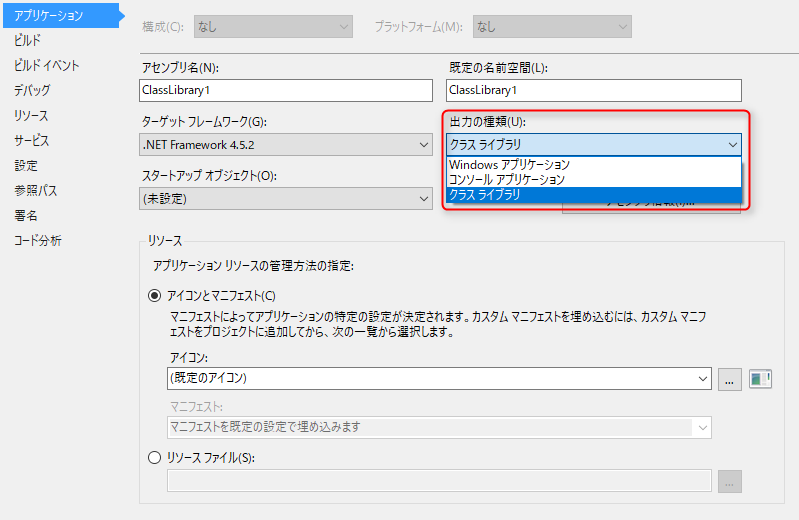 アプリケーション
ビルド
ビルド イベント
デバッグ
リソース
サービス
設定
参照パス
署名
コード分析
構成(C):
なし
プラットフォーム(M):
なし
アセンブリ名(N):
既定の名前空間(L):
ClassLibrary1
ClassLibrary1
ターゲット フレームワーク(G):
出力の種類(U):
.NET Framework 4.5.2
クラス ライブラリ
Windows アプリケーション
コンソール アプリケーション
クラス ライブラリ
スタートアップ オブジェクト(O):
(未設定)
リソース
アプリケーション リソースの管理方法の指定:
アイコンとマニフェスト(C)
マニフェストによってアプリケーションの特定の設定が決定されます。カスタム マニフェストを埋め込むには、カスタム マニフ
ェストをプロジェクトに追加してから、次の一覧から選択します。
アイコン:
(既定のアイコン)
...
マニフェスト:
マニフェストを既定の設定で埋め込みます
リソース ファイル(S):
...